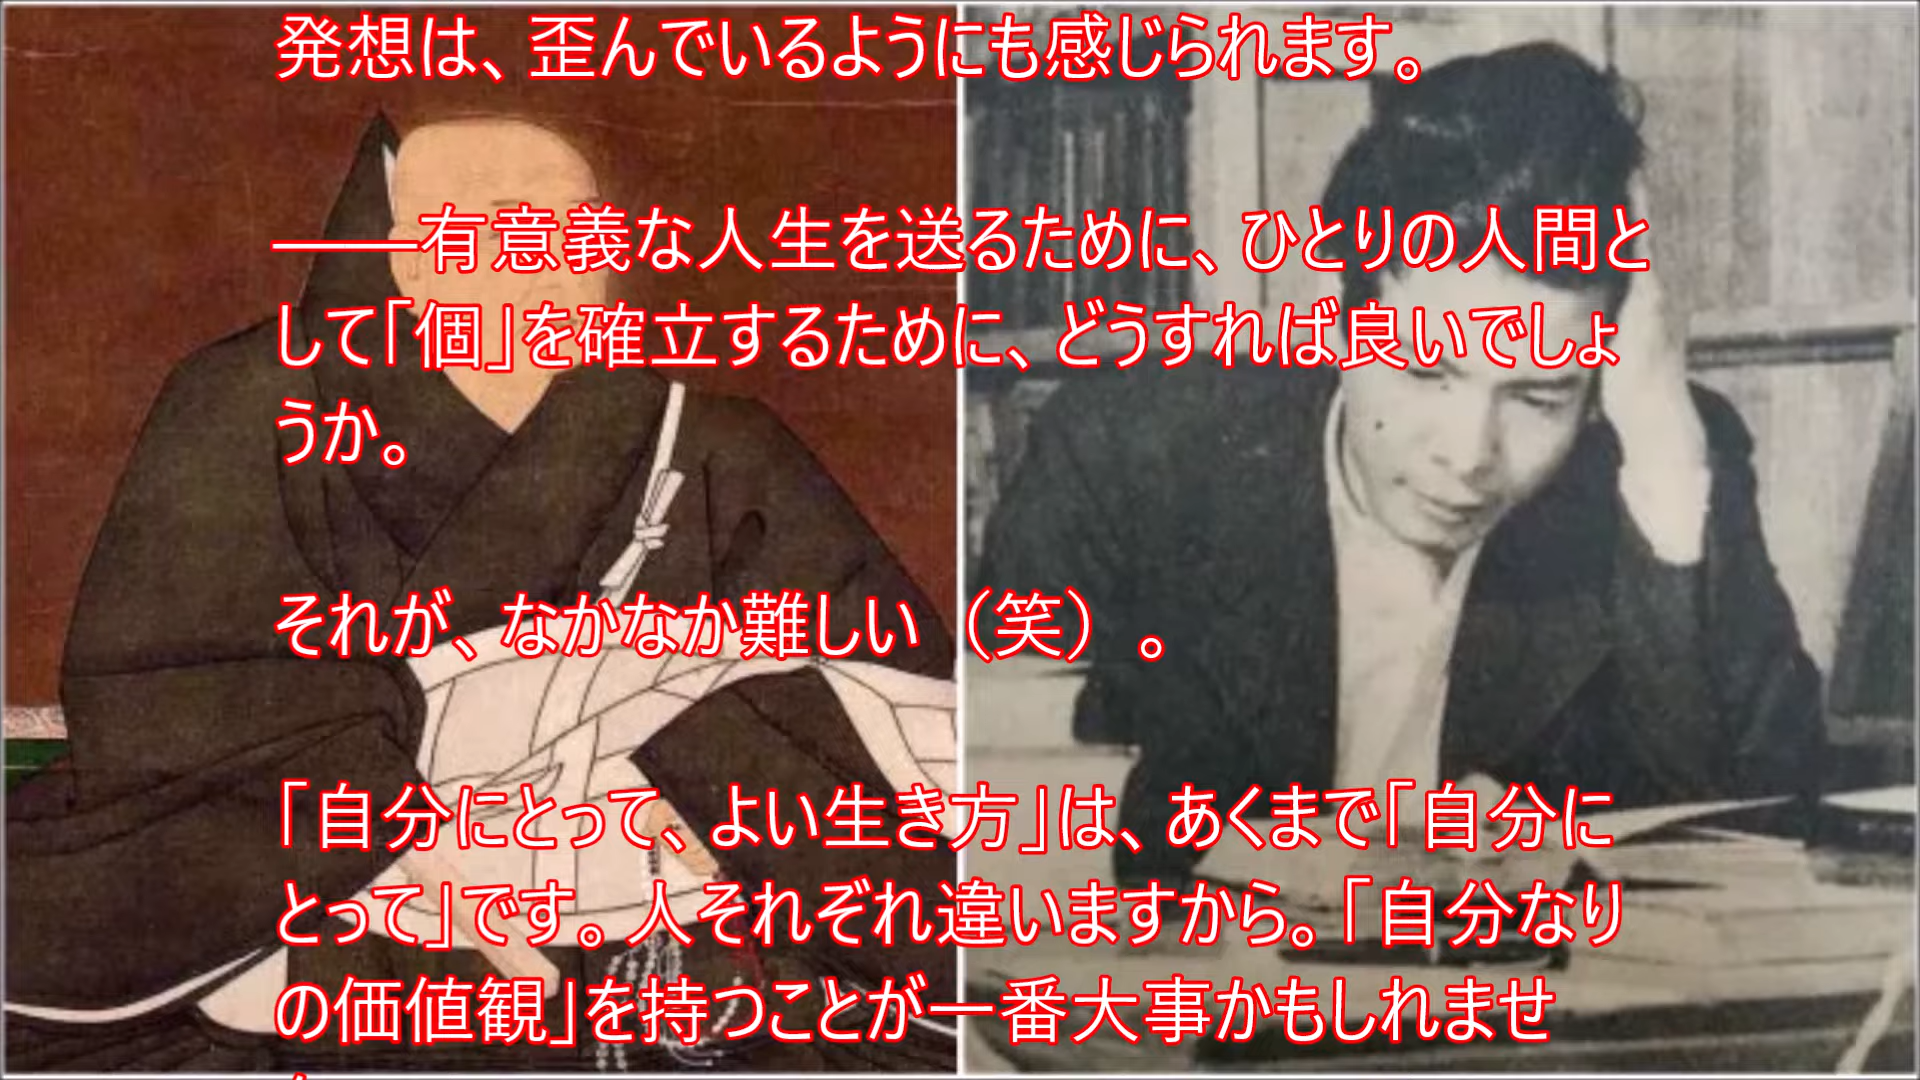 発想は、歪んでいるようにも感じられます。
――有意義な人生を送るために、ひとりの人間と
して「個」を確立するために、どうすれば良いでしょ
うか。
それが、なかなか難しい（笑）。
「自分にとって、よい生き方」は、あくまで「自分に
とって」です。人それぞれ違いますから。「自分なり
の価値観」を持つことが一番大事かもしれませ